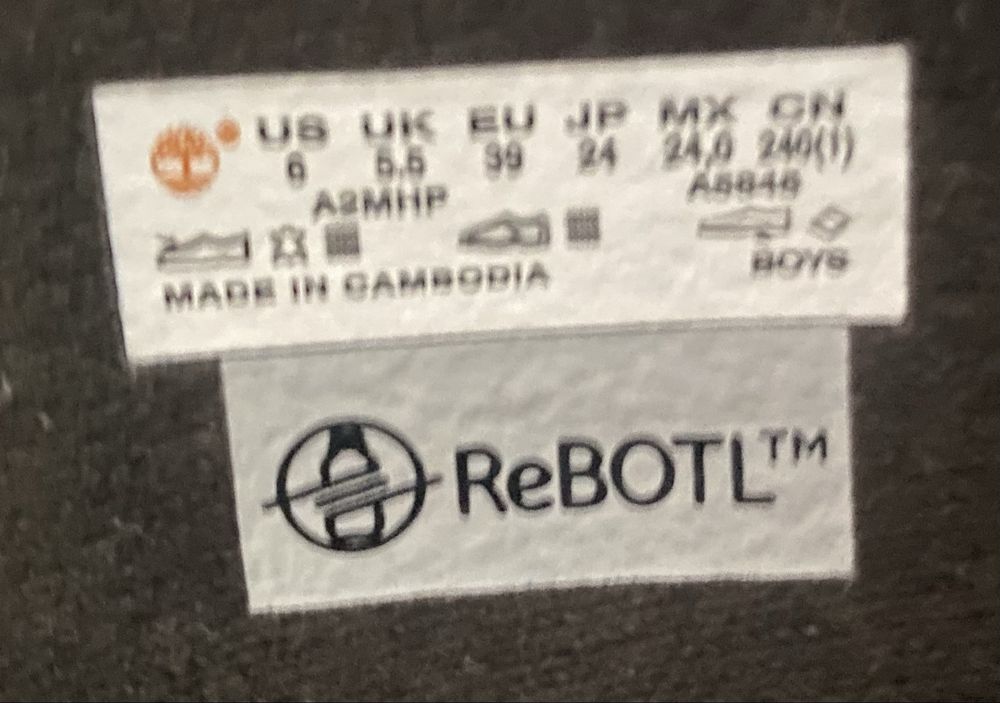 US UK EU JP MX CN
6 5.5 39 24 24,0 240(1)
A2MHP
MADE IN CAMBODIA
BOYS
ReBOTL™